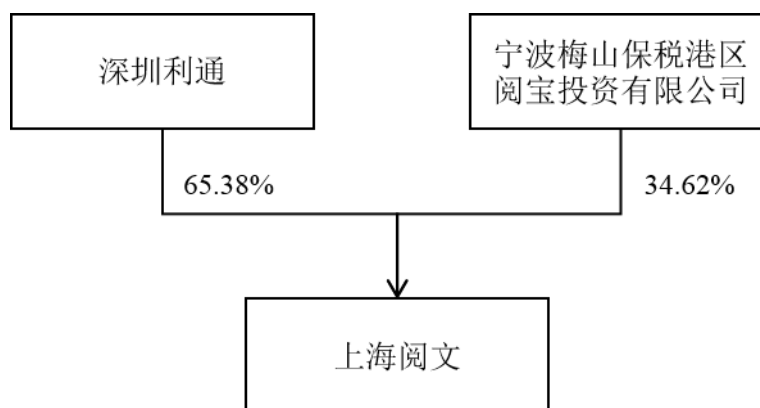 深圳利通
宁波梅山保税港区
阅宝投资有限公司
65.38%
34.62%
上海阅文